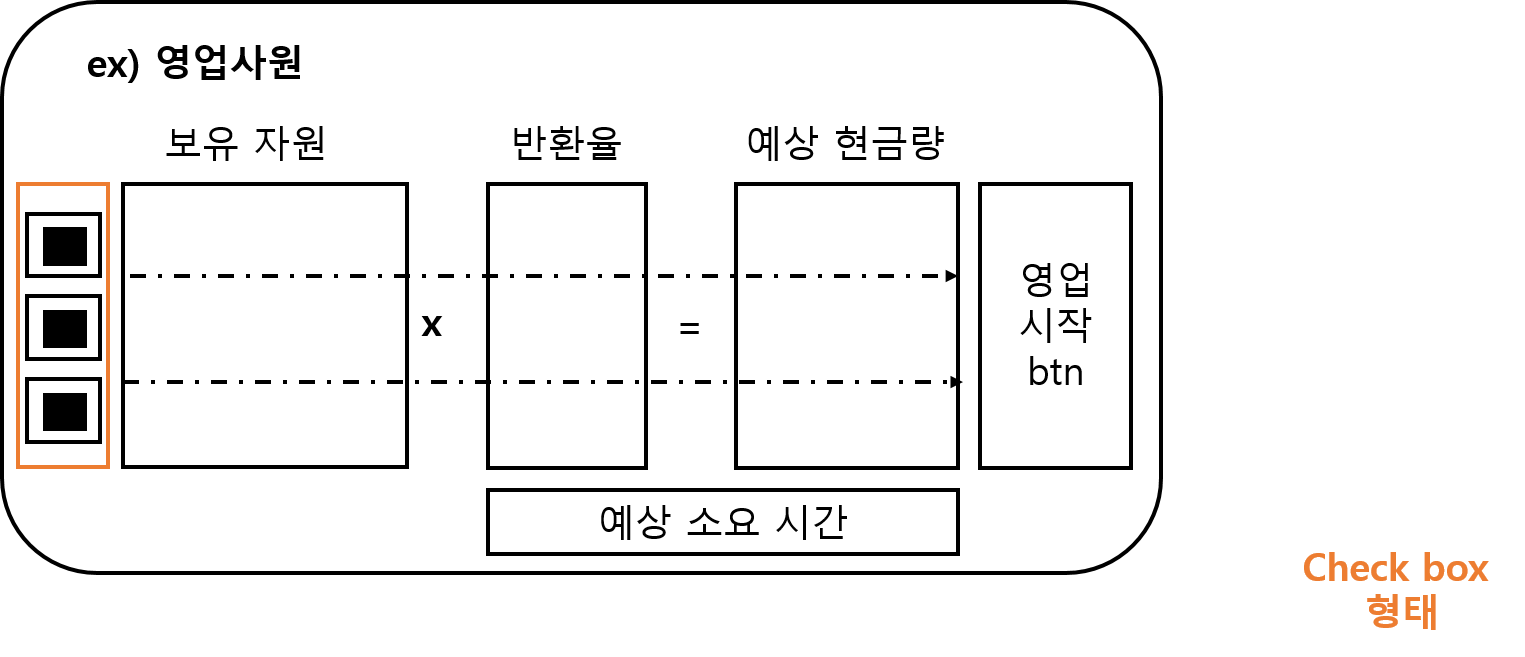 ex) 영업사원
보유 자원
반환율
예상 현금량
x
=
영업
시작
btn
예상 소요 시간
Check box
형태